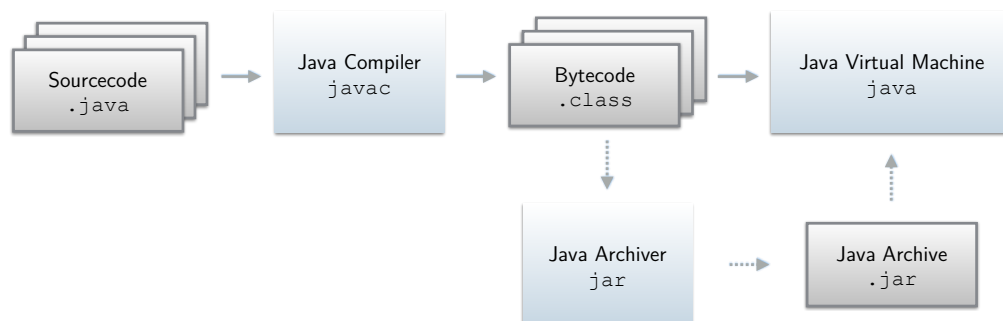 Sourcecode
.java
Java Compiler
javac
Bytecode
.class
Java Virtual Machine
java
Java Archiver
jar
Java Archive
.jar